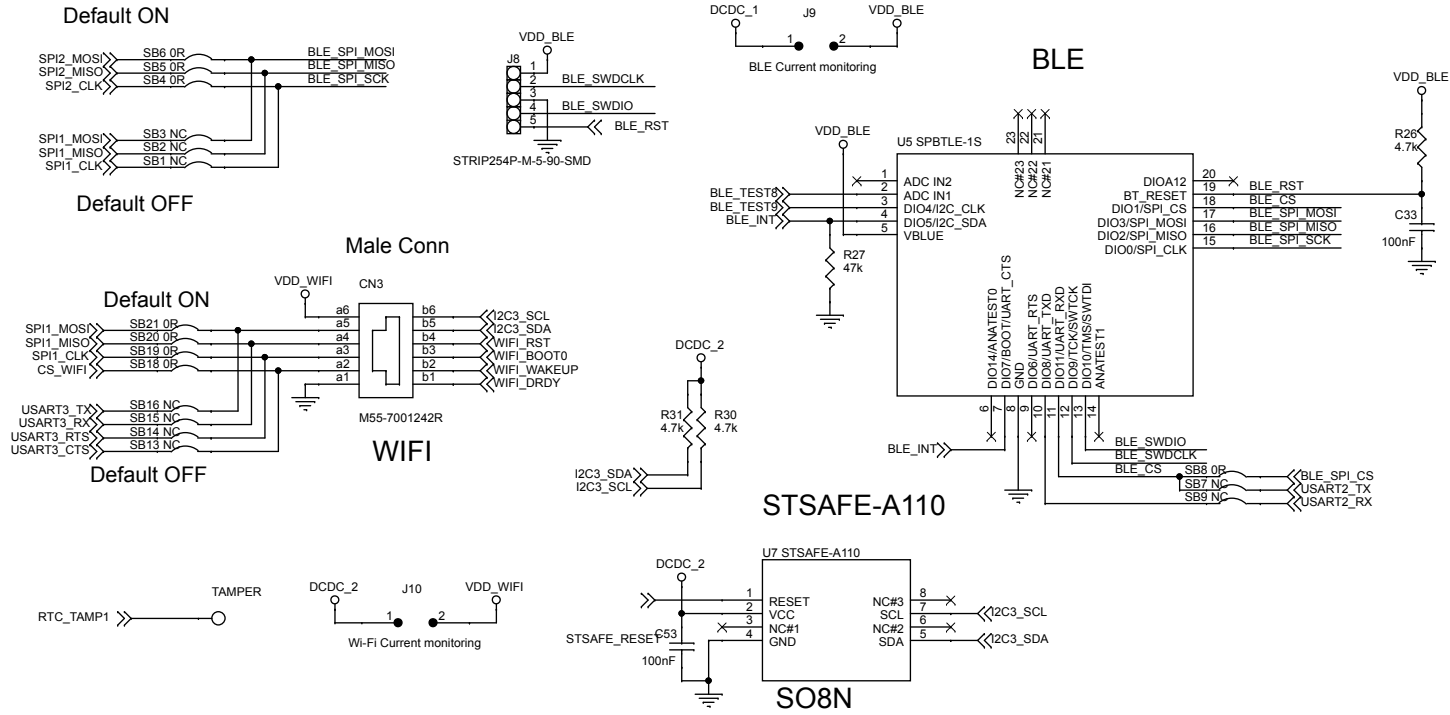 Default ON
SPI2_MOSI SB6 0R BLE_SPI_MOSI
SPI2_MISO SB5 0R BLE_SPI_MISO
SPI2_CLK SB4 0R BLE_SPI_SCK
SPI1_MOSI SB3 NC
SPI1_MISO SB2 NC
SPI1_CLK SB1 NC
Default OFF
VDD_BLE
J8
1
2 BLE_SWDCLK
3
4 BLE_SWDIO
5 BLE_RST
STRIP254P-M-5-90-SMD
DCDC_1 J9 VDD_BLE
1 2
BLE Current monitoring
BLE
VDD_BLE
R26
4.7k
C33
100nF
VDD_BLE
U5 SPBTLE-1S
23 22 21
NC#23 NC#22 NC#21
1 ADC IN2
BLE_TEST8 2 ADC IN1
BLE_TEST9 3 DIO4/I2C_CLK
BLE_INT 4 DIO5/I2C_SDA
5 VBLUE
R27
47k
DIOA12 20
BT_RESET 19 BLE_RST
DIO1/SPI_CS 18 BLE_CS
DIO3/SPI_MOSI 17 BLE_SPI_MOSI
DIO2/SPI_MISO 16 BLE_SPI_MISO
DIO0/SPI_CLK 15 BLE_SPI_SCK
DIO14/ANATEST0
DIO7/BOOT/UART_CTS
GND
DIO6/UART_RTS
DIO8/UART_TXD
DIO11/UART_RXD
DIO9/TCK/SWTCK
DIO10/TMS/SWTDI
ANATEST1
6 7 8 9 10 11 12 13 14
BLE_INT
BLE_SWDIO
BLE_SWDCLK
BLE_CS SB8 0R BLE_SPI_CS
SB7 NC USART2_TX
SB9 NC USART2_RX
Male Conn
VDD_WIFI CN3
Default ON
a6 b6 I2C3_SCL
SPI1_MOSI SB21 0R a5 b5 I2C3_SDA
SPI1_MISO SB20 0R a4 b4 WIFI_RST
SPI1_CLK SB19 0R a3 b3 WIFI_BOOT0
CS_WIFI SB18 0R a2 b2 WIFI_WAKEUP
a1 b1 WIFI_DRDY
USART3_TX SB16 NC
USART3_RX SB15 NC
USART3_RTS SB14 NC
USART3_CTS SB13 NC
M55-7001242R
WIFI
Default OFF
DCDC_2
R31 R30
4.7k 4.7k
I2C3_SDA
I2C3_SCL
STSAFE-A110
RTC_TAMP1 TAMPER
DCDC_2 J10 VDD_WIFI
1 2
Wi-Fi Current monitoring
DCDC_2
U7 STSAFE-A110
1 RESET NC#3 8
2 VCC SCL 7 I2C3_SCL
3 NC#1 NC#2 6
4 GND SDA 5 I2C3_SDA
STSAFE_RESET C53
100nF
SO8N